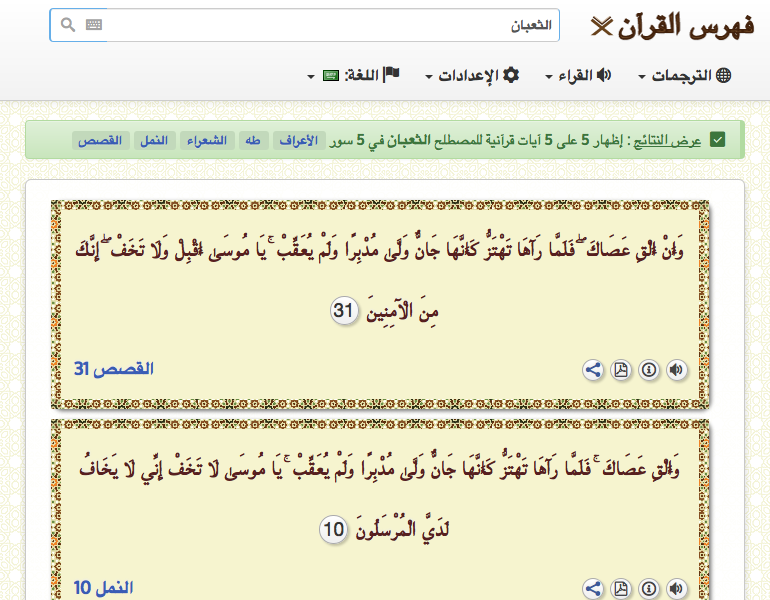 فهرس القرآن
الثعبان
الترجمات
القراء
الإعدادات
اللغة:
عرض النتائج : إظهار 5 على 5 آيات قرآنية للمصطلح الثعبان في 5 سور الأعراف طه الشعراء النمل القصص
وَأَنْ أَلْقِ عَصَاكَ ۖ فَلَمَّا رَآهَا تَهْتَزُّ كَأَنَّهَا جَانٌّ وَلَّىٰ مُدْبِرًا وَلَمْ يُعَقِّبْ ۚ يَا مُوسَىٰ أَقْبِلْ وَلَا تَخَفْ ۖ إِنَّكَ
مِنَ الْآمِنِينَ 31
القصص 31
وَأَلْقِ عَصَاكَ ۚ فَلَمَّا رَآهَا تَهْتَزُّ كَأَنَّهَا جَانٌّ وَلَّىٰ مُدْبِرًا وَلَمْ يُعَقِّبْ ۚ يَا مُوسَىٰ لَا تَخَفْ إِنِّي لَا يَخَافُ
لَدَيَّ الْمُرْسَلُونَ 10
النمل 10